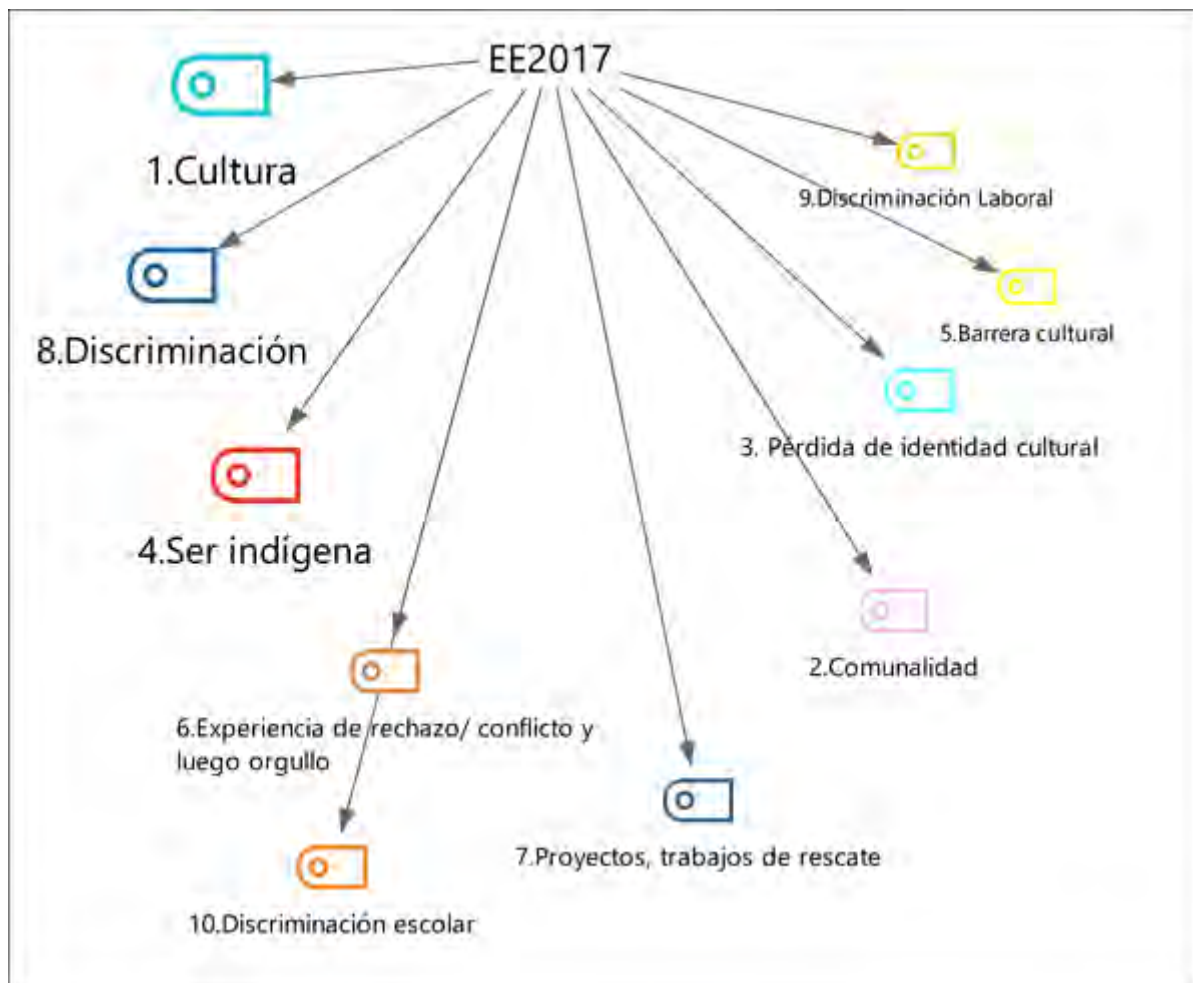 EE2017
1.Cultura
9.Discriminación Laboral
8.Discriminación
5.Barrera cultural
3. Pérdida de identidad cultural
4.Ser indígena
2.Comunalidad
6.Experiencia de rechazo/ conflicto y
luego orgullo
7.Proyectos, trabajos de rescate
10.Discriminación escolar